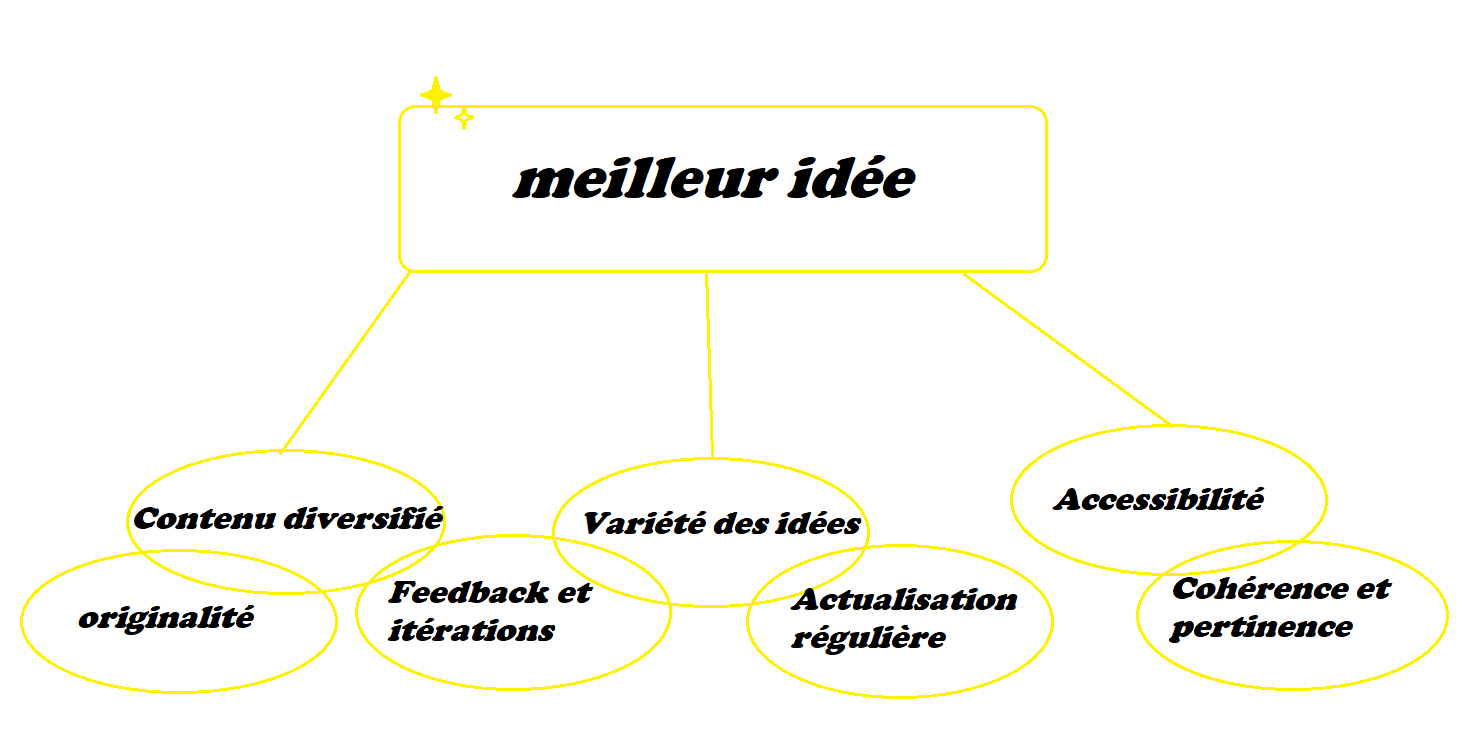 meilleur idée
Contenu diversifié
Variété des idées
Accessibilité
originalité
Feedback et
itérations
Actualisation
régulière
Cohérence et
pertinence